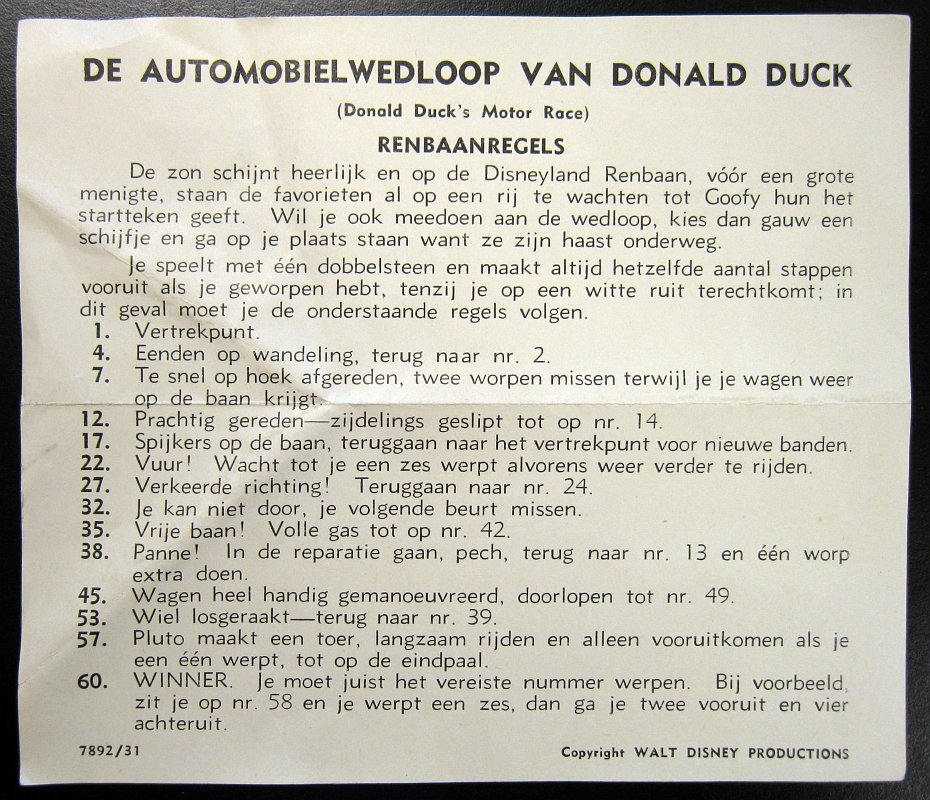 DE AUTOMOBIELWEDLOOP VAN DONALD DUCK
(Donald Duck's Motor Race)
RENBAANREGELS
De zon schijnt heerlijk en op de Disneyland Renbaan, vóór een grote
menigte, staan de favorieten al op een rij te wachten tot Goofy hun het
startteken geeft. Wil je ook meedoen aan de wedloop, kies dan gauw een
schijfje en ga op je plaats staan want ze zijn haast onderweg.
Je speelt met één dobbelsteen en maakt altijd hetzelfde aantal stappen
vooruit als je geworpen hebt, tenzij je op een witte ruit terechtkomt; in
dit geval moet je de onderstaande regels volgen.
1. Vertrekpunt.
4. Eenden op wandeling, terug naar nr. 2.
7. Te snel op hoek afgereden, twee worpen missen terwijl je je wagen weer
op de baan krijgt.
12. Prachtig gereden—zijdelings geslipt tot op nr. 14.
17. Spijkers op de baan, teruggaan naar het vertrekpunt voor nieuwe banden.
22. Vuur! Wacht tot je een zes werpt alvorens weer verder te rijden.
27. Verkeerde richting! Teruggaan naar nr. 24.
32. Je kan niet door, je volgende beurt missen.
35. Vrije baan! Volle gas tot op nr. 42.
38. Panne! In de reparatie gaan, pech, terug naar nr. 13 en één worp
extra doen.
45. Wagen heel handig gemanoeuvreerd, doorlopen tot nr. 49.
53. Wiel losgeraakt—terug naar nr. 39.
57. Pluto maakt een toer, langzaam rijden en alleen vooruitkomen als je
een één werpt, tot op de eindpaal.
60. WINNER. Je moet juist het vereiste nummer werpen. Bij voorbeeld,
zit je op nr. 58 en je werpt een zes, dan ga je twee vooruit en vier
achteruit.
7892/31 Copyright WALT DISNEY PRODUCTIONS